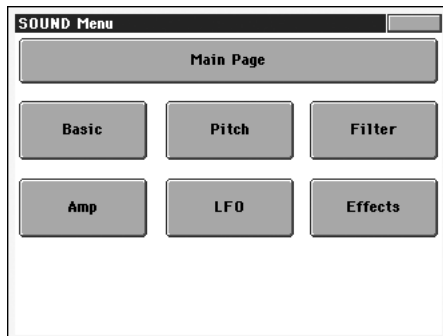 SOUND Menu
Main Page
Basic Pitch Filter
Amp LFO Effects